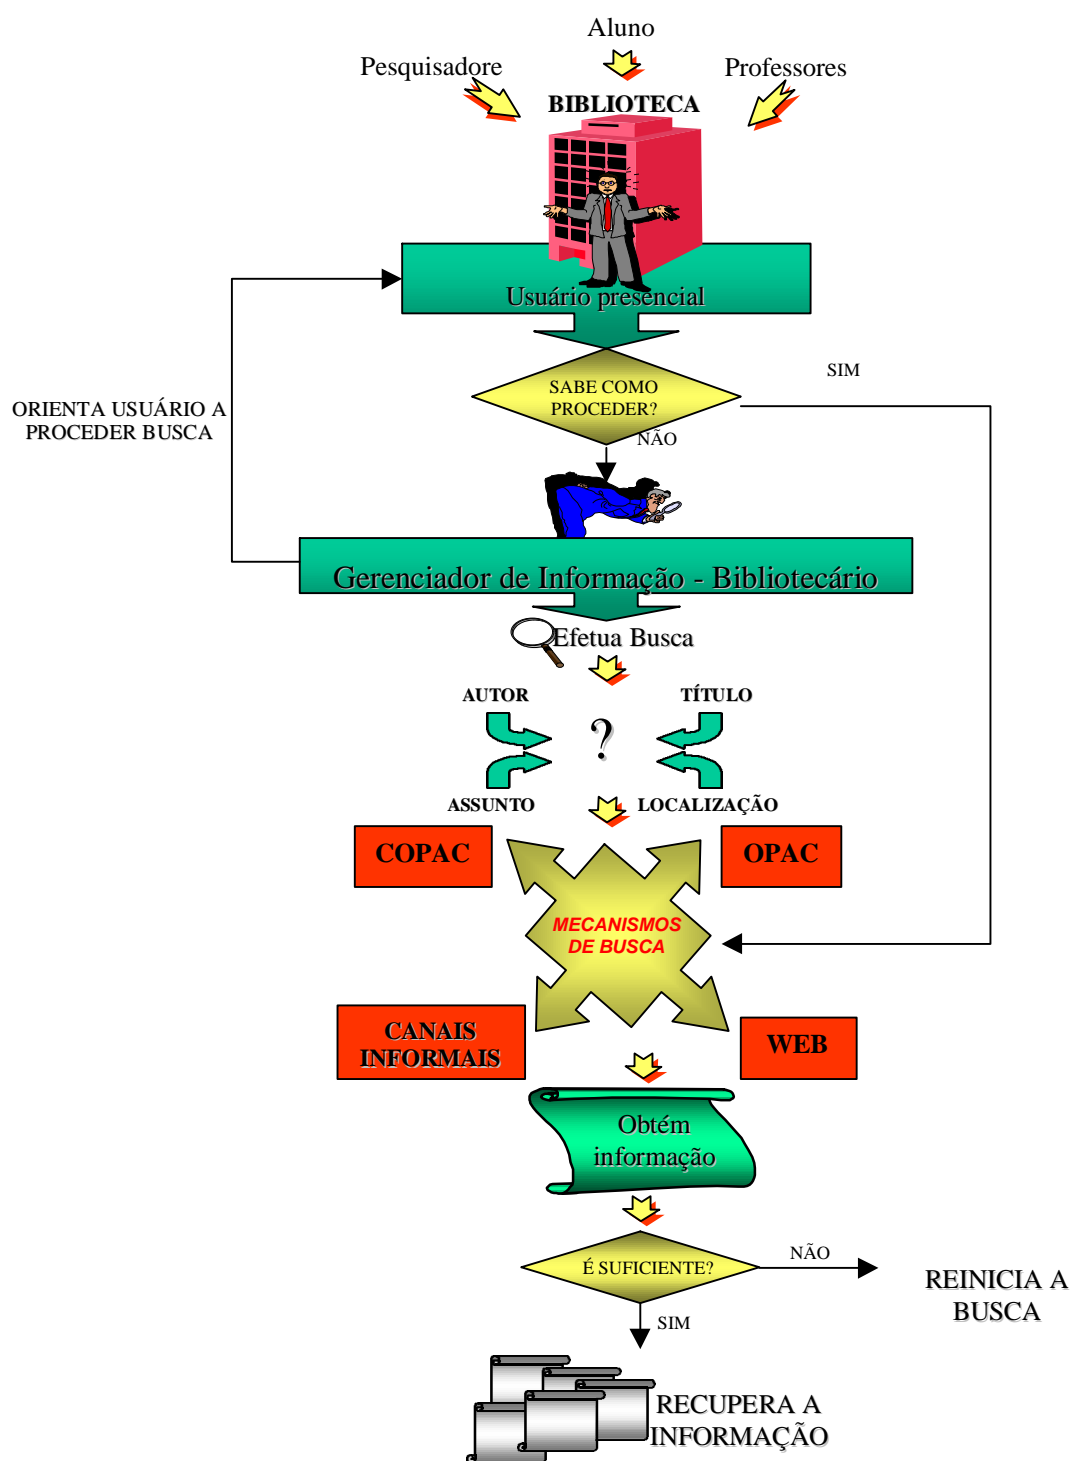 Aluno
Pesquisadore
Professores
BIBLIOTECA
Usuário presencial
SIM
SABE COMO
PROCEDER?
NÃO
ORIENTA USUÁRIO A
PROCEDER BUSCA
Gerenciador de Informação - Bibliotecário
Efetua Busca
AUTOR
TÍTULO
?
ASSUNTO
LOCALIZAÇÃO
COPAC
OPAC
MECANISMOS
DE BUSCA
CANAIS
INFORMAIS
WEB
Obtém
informação
É SUFICIENTE?
NÃO
REINICIA A
BUSCA
SIM
RECUPERA A
INFORMAÇÃO